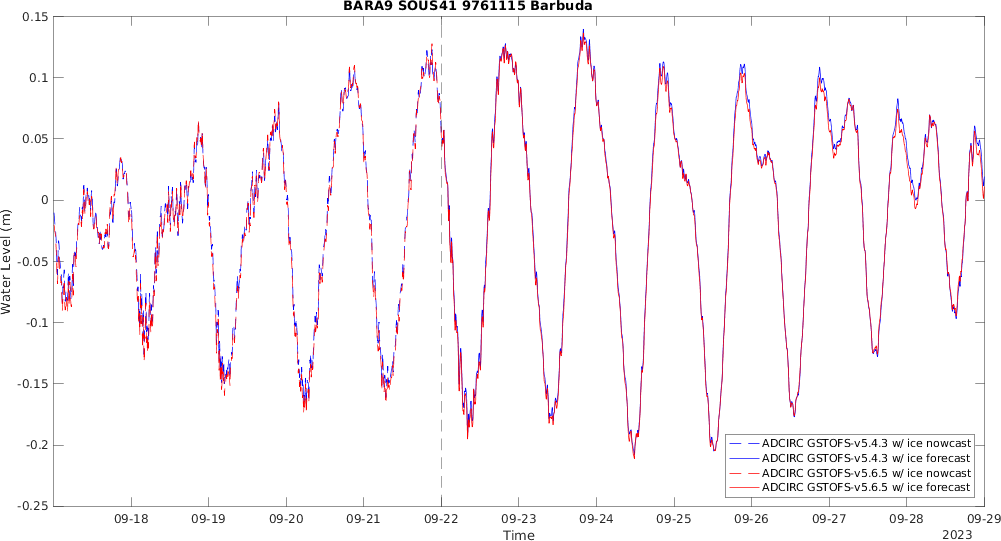 BARA9 SOUS41 9761115 Barbuda
Water Level (m)
0.15
0.1
0.05
0
-0.05
-0.1
-0.15
-0.2
-0.25
ADCIRC GSTOFS-v5.4.3 w/ ice nowcast
ADCIRC GSTOFS-v5.4.3 w/ ice forecast
ADCIRC GSTOFS-v5.6.5 w/ ice nowcast
ADCIRC GSTOFS-v5.6.5 w/ ice forecast
09-18 09-19 09-20 09-21 09-22 09-23 09-24 09-25 09-26 09-27 09-28 09-29
Time
2023